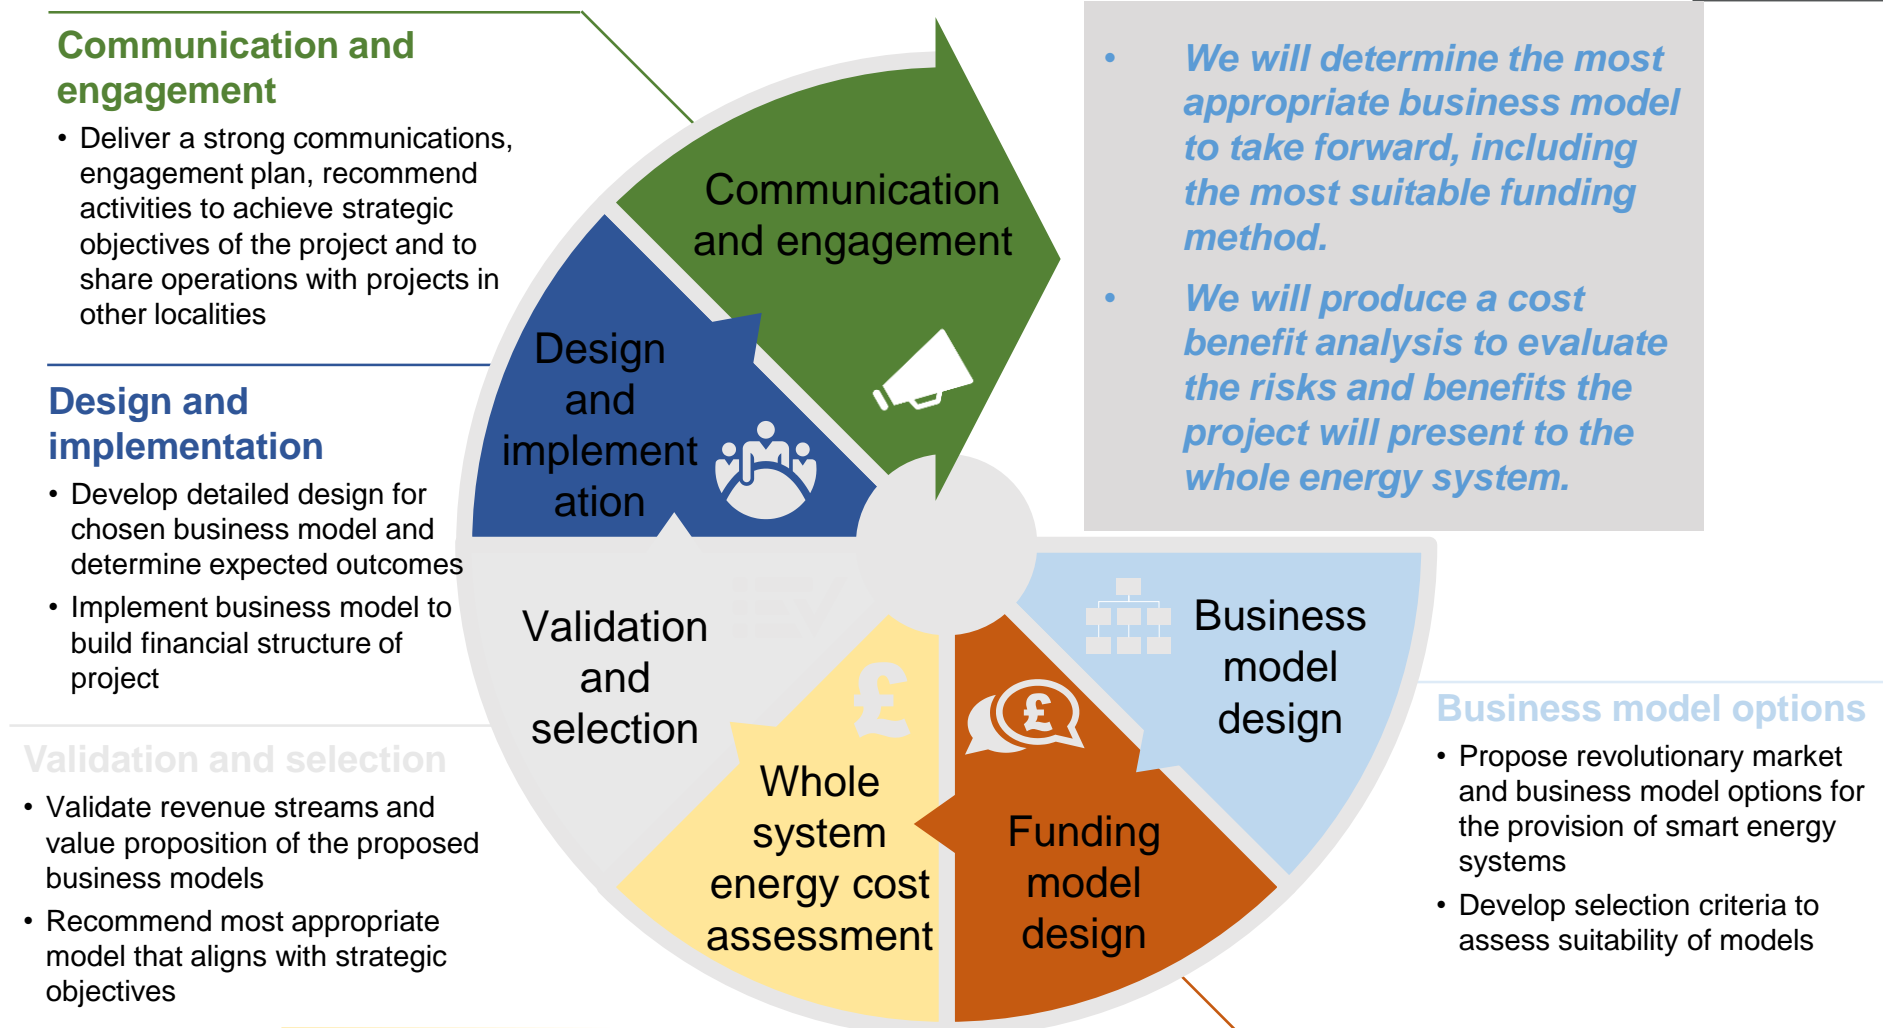 Communication and
engagement
• Deliver a strong communications,
engagement plan, recommend
activities to achieve strategic
objectives of the project and to
share operations with projects in
other localities
Design and
implementation
• Develop detailed design for
chosen business model and
determine expected outcomes
• Implement business model to
build financial structure of
project
Validation and selection
• Validate revenue streams and
value proposition of the proposed
business models
• Recommend most appropriate
model that aligns with strategic
objectives
Communication
and engagement
Design
and
implement
ation
Validation
and
selection
£
Whole
system
energy cost
assessment
£
Funding
model
design
Business
model
design
• We will determine the most
appropriate business model
to take forward, including
the most suitable funding
method.
• We will produce a cost
benefit analysis to evaluate
the risks and benefits the
project will present to the
whole energy system.
Business model options
• Propose revolutionary market
and business model options for
the provision of smart energy
systems
• Develop selection criteria to
assess suitability of models